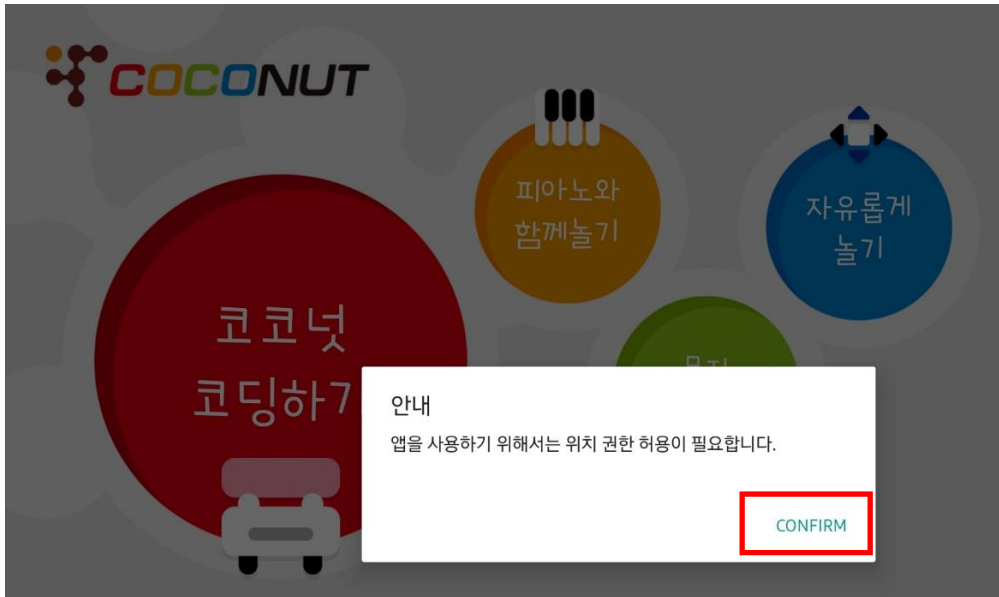 COCONUT
피아노와
함께놀기
자유롭게
놀기
코코넛
코딩하기
안내
앱을 사용하기 위해서는 위치 권한 허용이 필요합니다.
CONFIRM